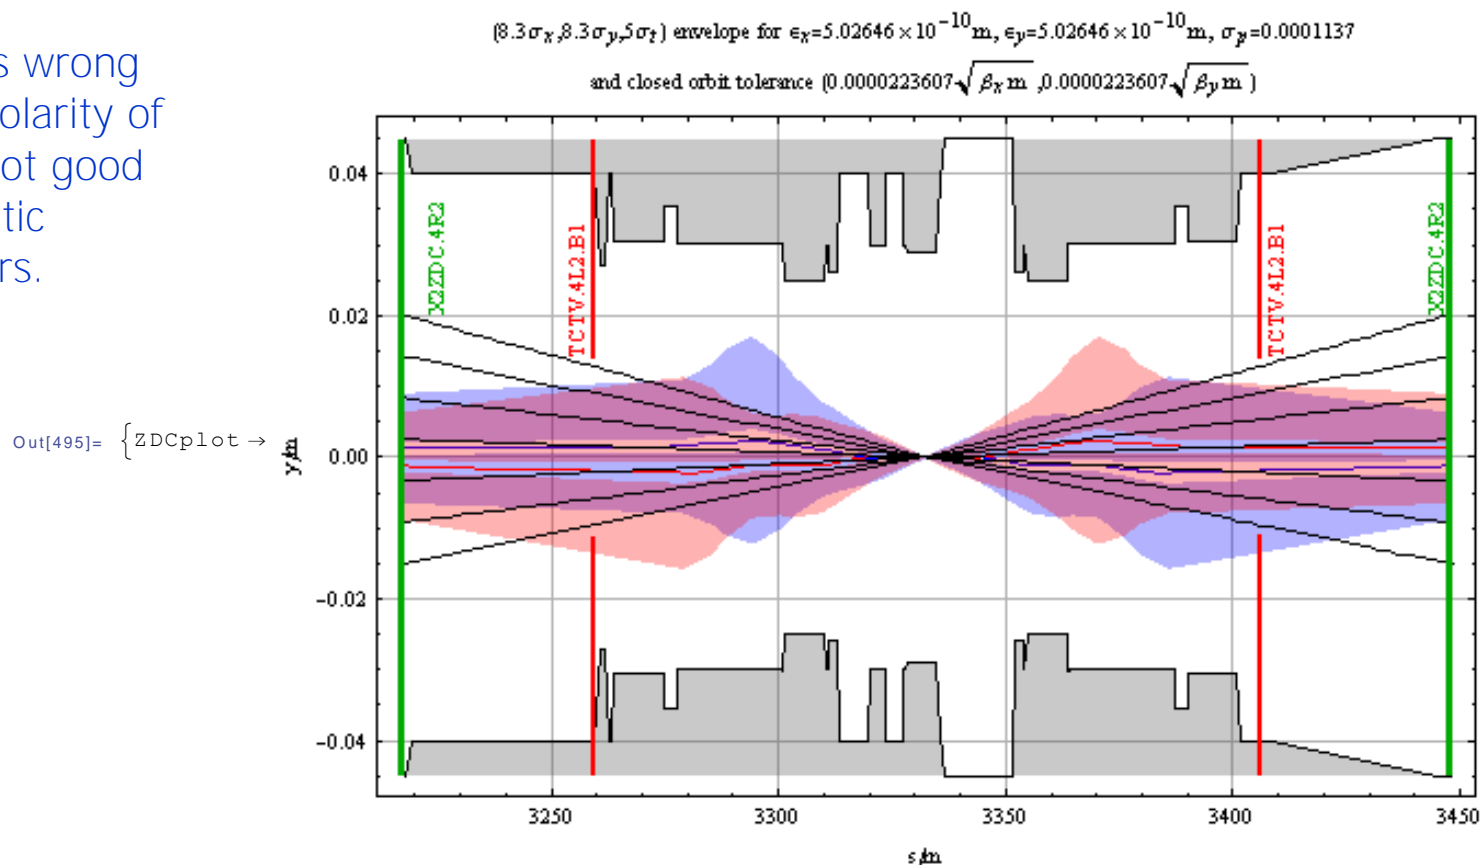 s wrong
olarity of
ot good
tic
rs.
(8.3σx,8.3σy,5σt) envelope for ϵx=5.02646×10^-10 m, ϵy=5.02646×10^-10 m, σp=0.0001137
and closed orbit tolerance (0.0000223607√βx m ,0.0000223607√βy m )
Out[495]= {ZDCplot →
y/m
0.04
0.02
0.00
-0.02
-0.04
X2ZDC.4R2
TCTV.4L2.B1
TCTV.4L2.B1
X2ZDC.4R2
3250
3300
3350
3400
3450
s/m